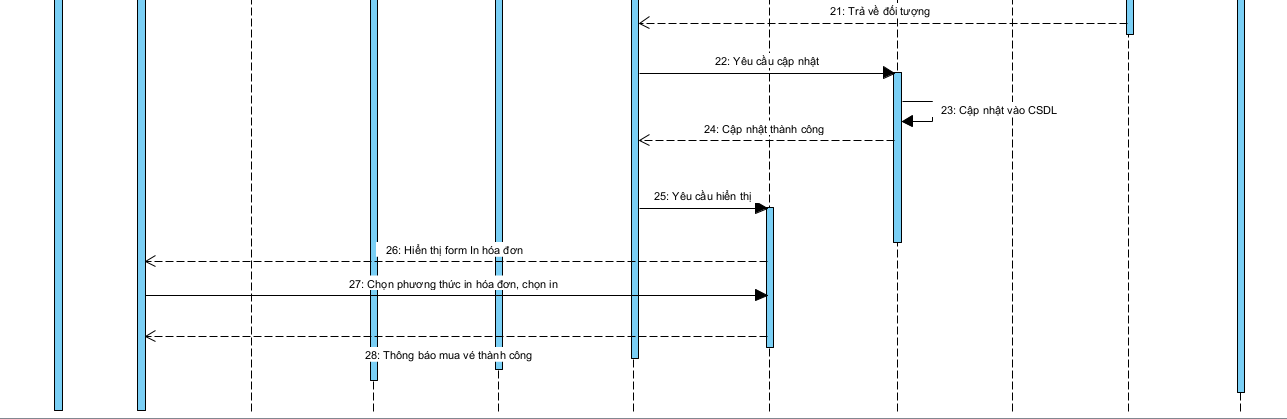 21: Trả về đối tượng
22: Yêu cầu cập nhật
23: Cập nhật vào CSDL
24: Cập nhật thành công
25: Yêu cầu hiển thị
26: Hiển thị form In hóa đơn
27: Chọn phương thức in hóa đơn, chọn in
28: Thông báo mua vé thành công